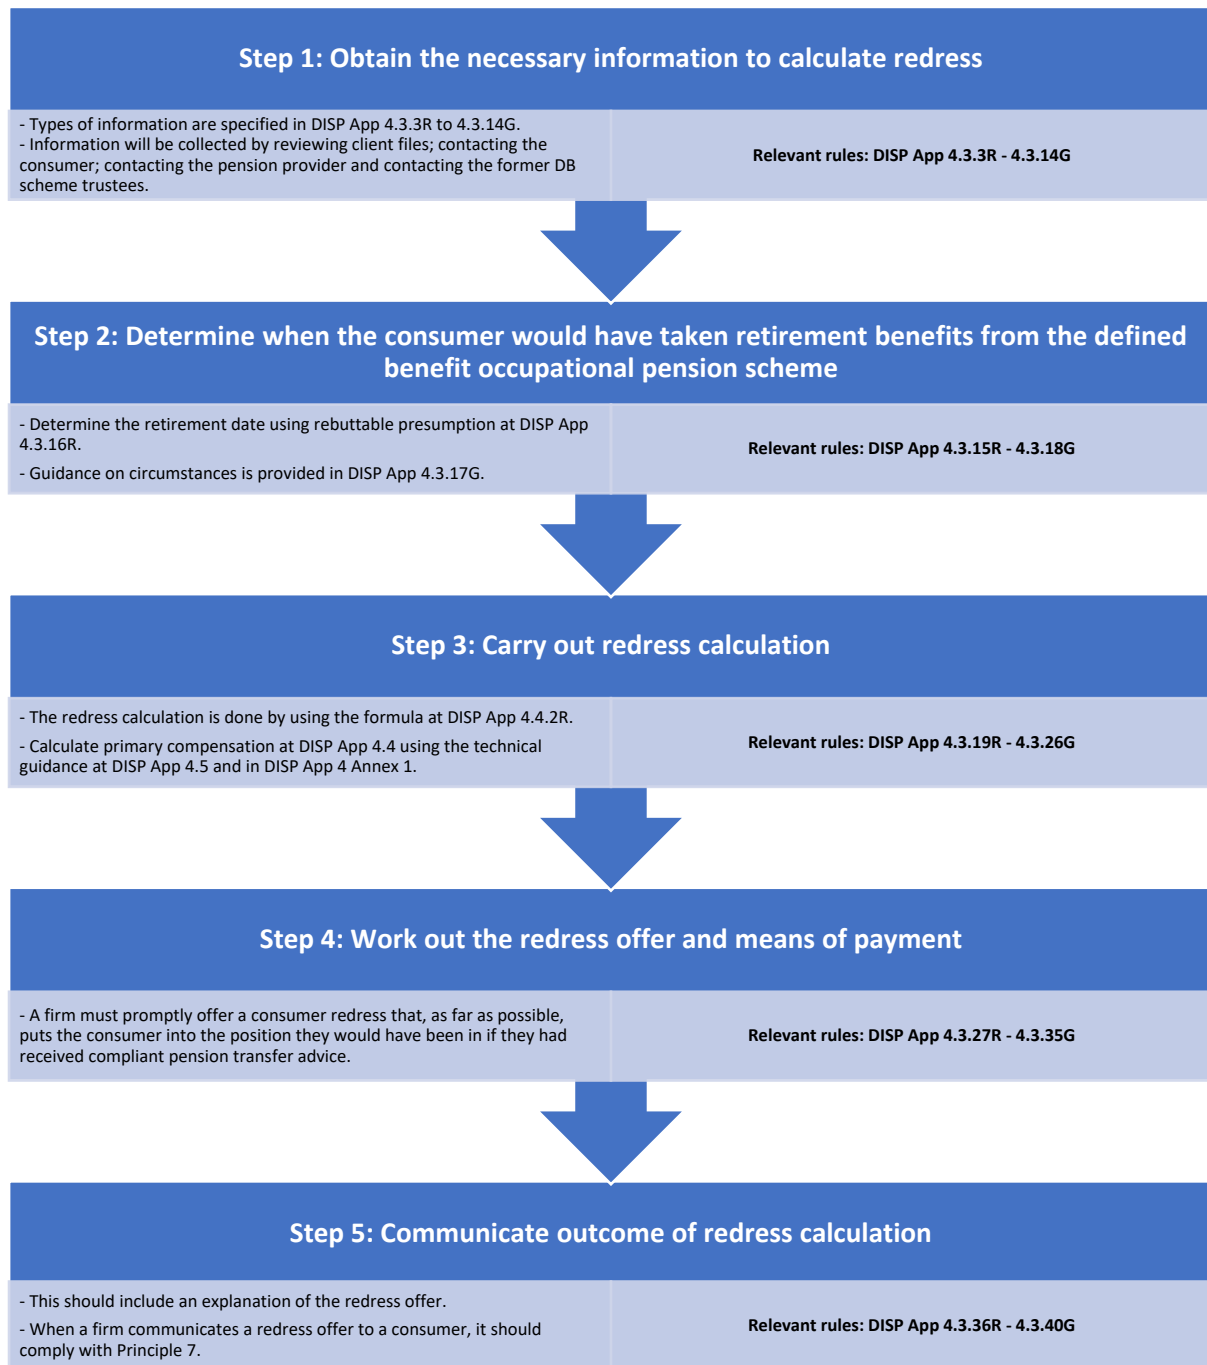 Step 1: Obtain the necessary information to calculate redress
- Types of information are specified in DISP App 4.3.3R to 4.3.14G.
- Information will be collected by reviewing client files; contacting the
consumer; contacting the pension provider and contacting the former DB
scheme trustees.
Relevant rules: DISP App 4.3.3R - 4.3.14G
Step 2: Determine when the consumer would have taken retirement benefits from the defined
benefit occupational pension scheme
- Determine the retirement date using rebuttable presumption at DISP App
4.3.16R.
- Guidance on circumstances is provided in DISP App 4.3.17G.
Relevant rules: DISP App 4.3.15R - 4.3.18G
Step 3: Carry out redress calculation
- The redress calculation is done by using the formula at DISP App 4.4.2R.
- Calculate primary compensation at DISP App 4.4 using the technical
guidance at DISP App 4.5 and in DISP App 4 Annex 1.
Relevant rules: DISP App 4.3.19R - 4.3.26G
Step 4: Work out the redress offer and means of payment
- A firm must promptly offer a consumer redress that, as far as possible,
puts the consumer into the position they would have been in if they had
received compliant pension transfer advice.
Relevant rules: DISP App 4.3.27R - 4.3.35G
Step 5: Communicate outcome of redress calculation
- This should include an explanation of the redress offer.
- When a firm communicates a redress offer to a consumer, it should
comply with Principle 7.
Relevant rules: DISP App 4.3.36R - 4.3.40G